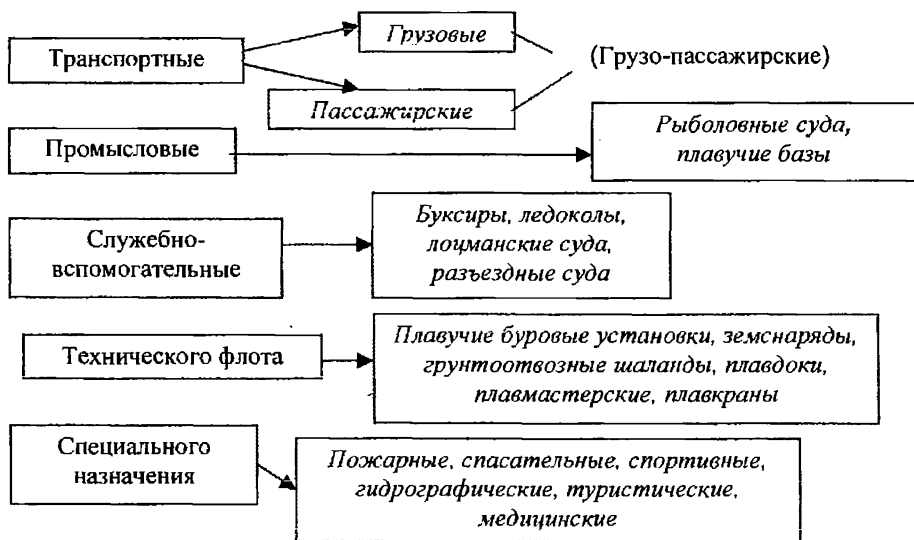 Транспортные
Грузовые
(Грузо-пассажирские)
Пассажирские
Промысловые
Рыболовные суда,
плавучие базы
Служебно-
вспомогательные
Буксиры, ледоколы,
лоцманские суда,
разъездные суда
Технического флота
Плавучие буровые установки, земснаряды,
грунтоотвозные шаланды, плавдоки,
плавмастерские, плавкраны
Специального
назначения
Пожарные, спасательные, спортивные,
гидрографические, туристические,
медицинские